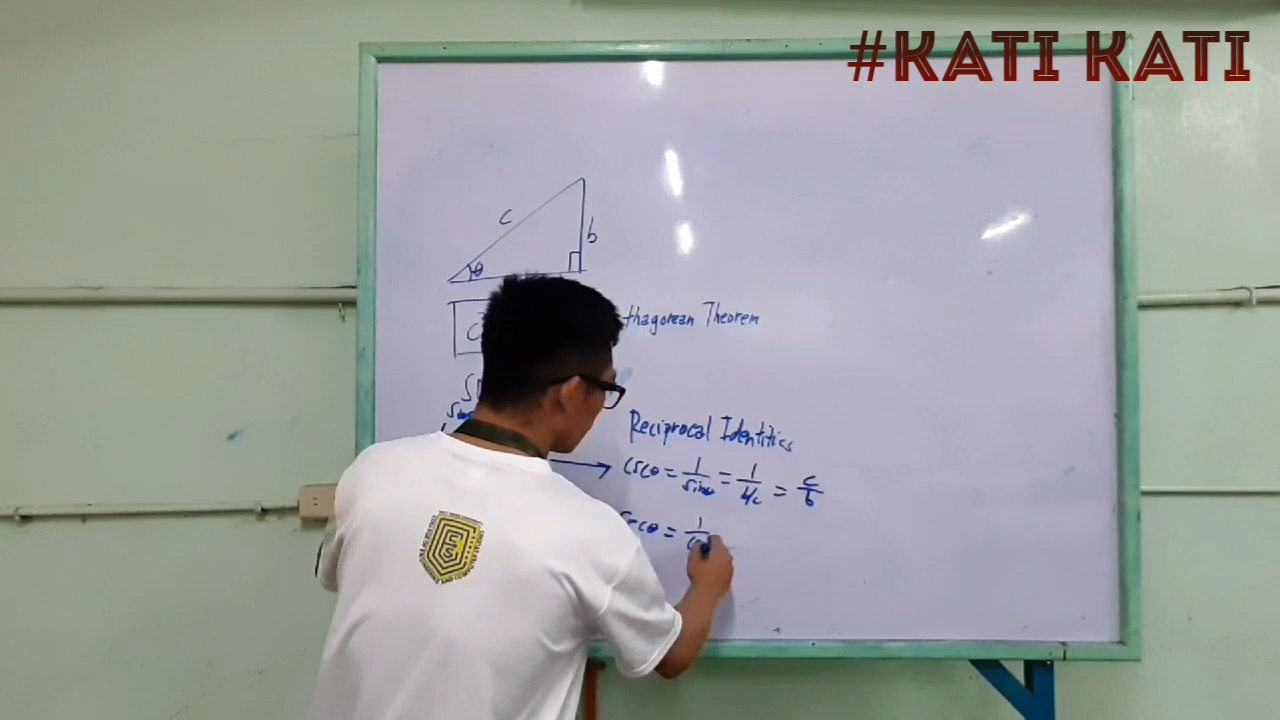 #KATI KATI
c
b
θ
C
thagorean Theorem
Reciprocal Identities
cscθ = 1/sinθ = 1/b/c = c/b
secθ = 1/